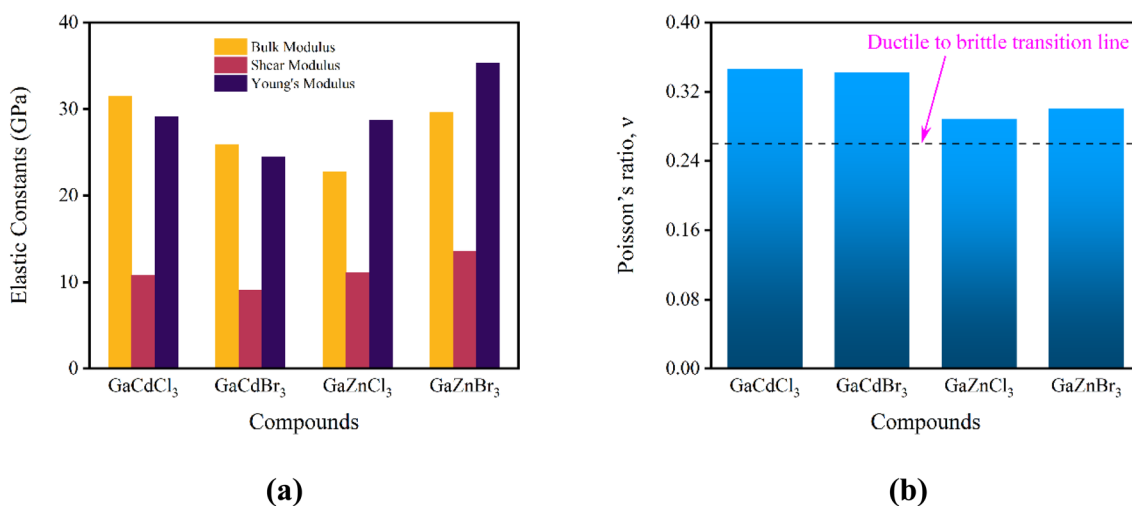 40
30
20
10
0
Elastic Constants (GPa)
Bulk Modulus
Shear Modulus
Young's Modulus
GaCdCl₃
GaCdBr₃
GaZnCl₃
GaZnBr₃
Compounds
(a)
0.40
0.32
0.24
0.16
0.08
0.00
Poisson's ratio, ν
Ductile to brittle transition line
GaCdCl₃
GaCdBr₃
GaZnCl₃
GaZnBr₃
Compounds
(b)